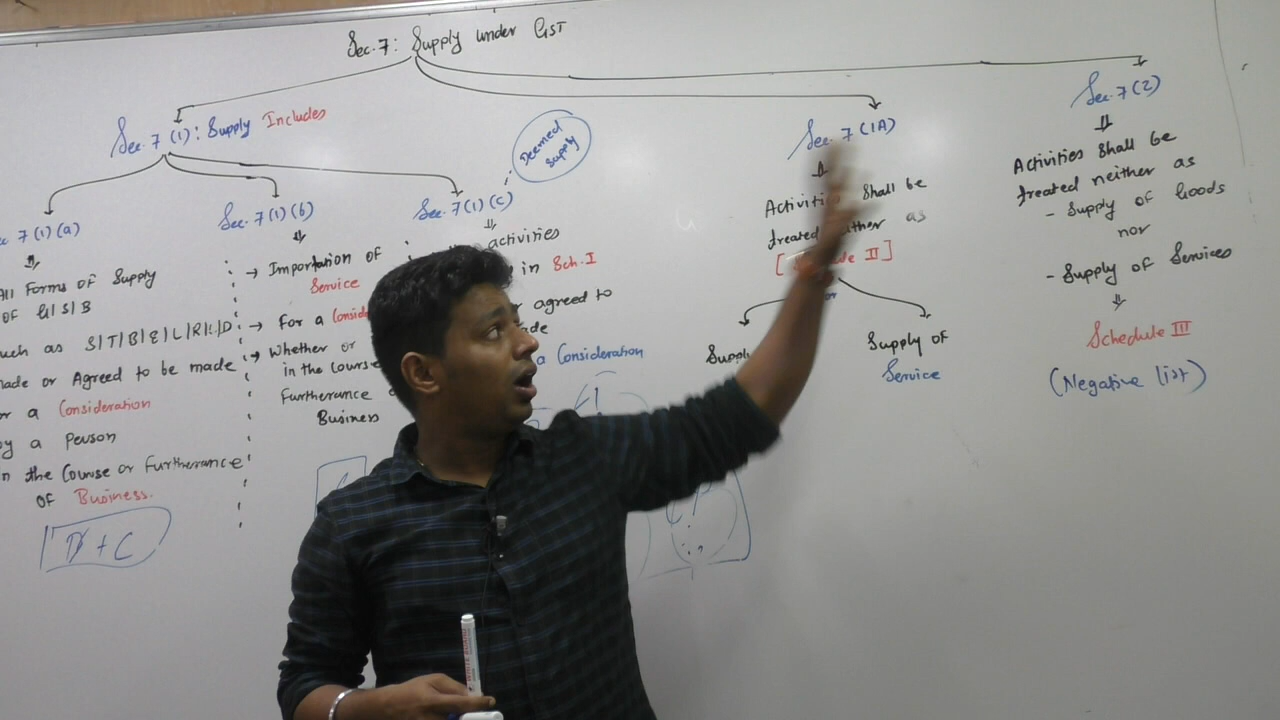 Sec. 7 : Supply under GST
Sec. 7 (1) : Supply Includes
7 (1) (a)
All Forms of Supply
OF G/S/B
such as S/T/B/E/L/R/L/D
made or Agreed to be made
for a Consideration
by a person
in the Course or Furtherance
of Business.
D + C
Sec. 7 (1) (b)
→ Importation of
Service
→ For a
→ Whether or
in the Course
Furtherance
Business
Sec. 7 (1) (c)
Deemed
Supply
activities
in Sch. I
agreed to
a Consideration
Sec. 7 (1A)
Activities Shall be
treated either as
[ II ]
or
Supply of
Service
Sec. 7 (2)
Activities Shall be
treated neither as
- Supply of Goods
nor
- Supply of Services
Schedule III
(Negative list)